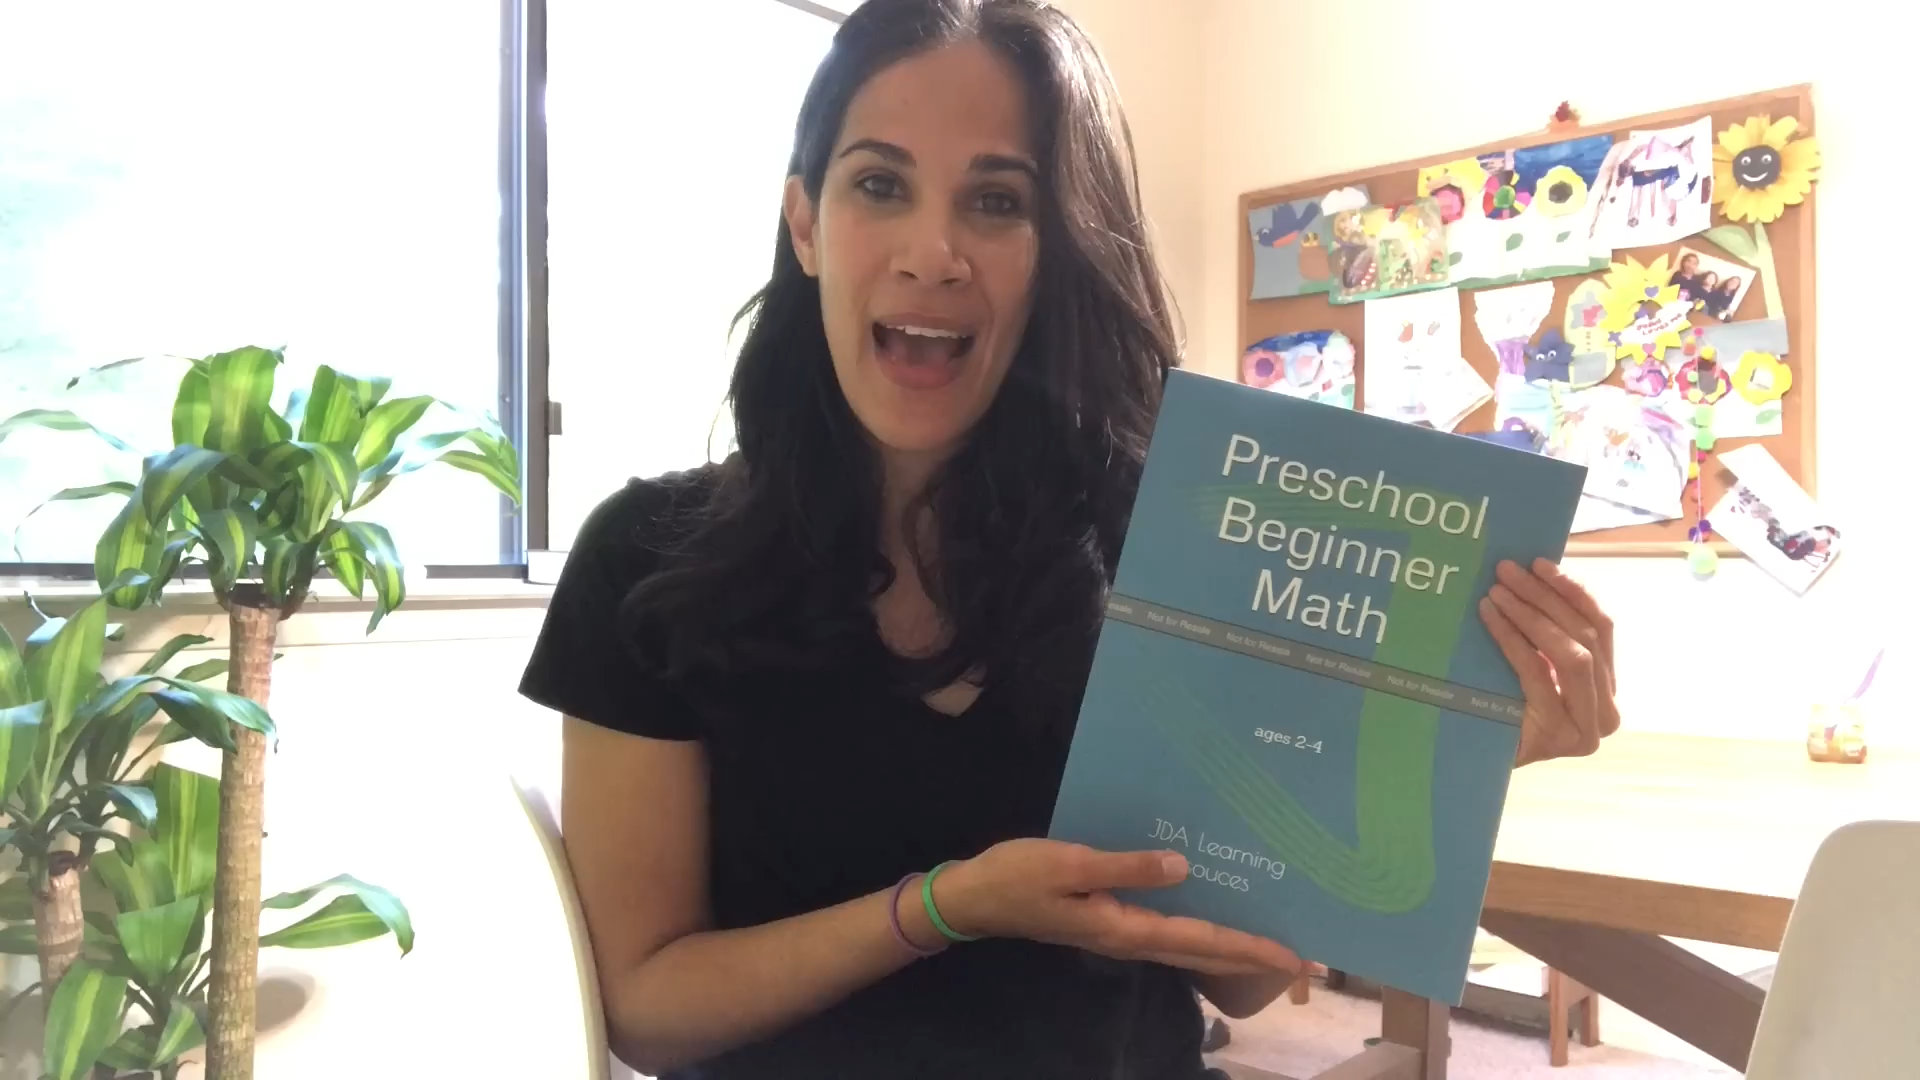 Preschool
Beginner
Math
Not for Resale Not for Resale Not for Resale Not for Resale
ages 2-4
JDA Learning